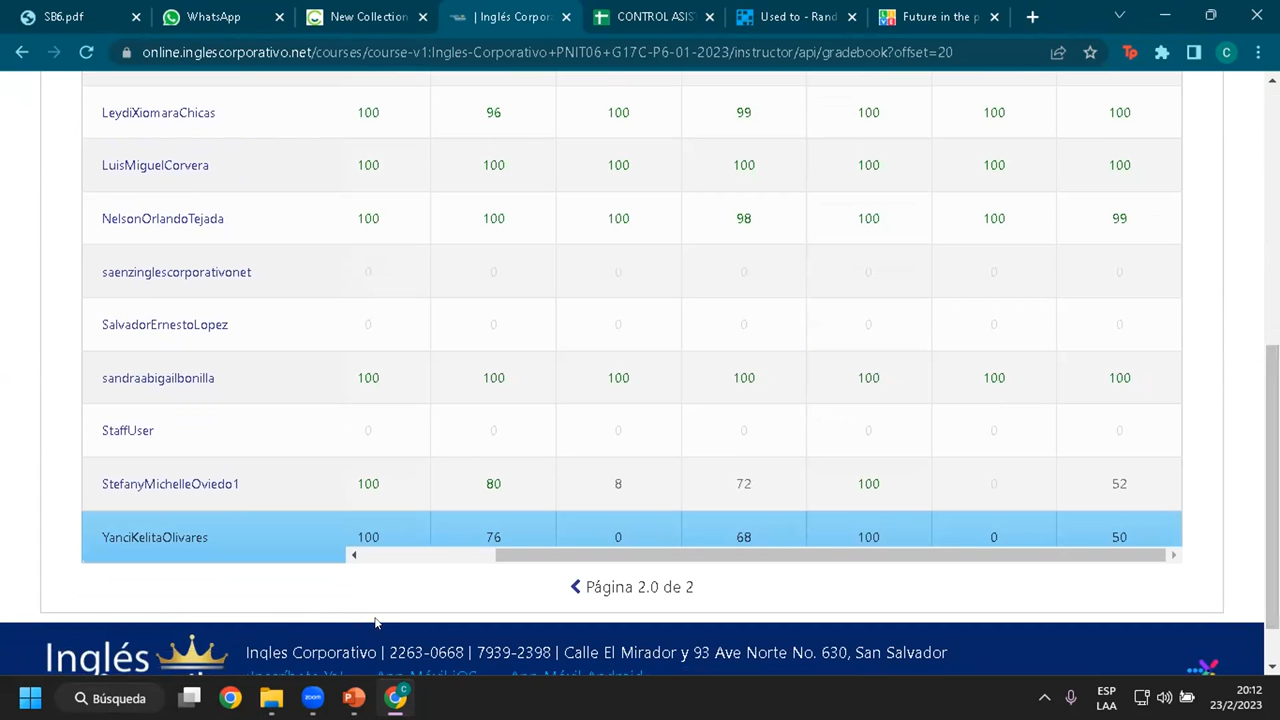 SB6.pdf
WhatsApp
New Collection
| Inglés Corpor
CONTROL ASIS
Used to - Rand
Future in the p
online.inglescorporativo.net/courses/course-v1:Ingles-Corporativo+PNIT06+G17C-P6-01-2023/instructor/api/gradebook?offset=20
Tp
C
LeydiXiomaraChicas 100 96 100 99 100 100 100
LuisMiguelCorvera 100 100 100 100 100 100 100
NelsonOrlandoTejada 100 100 100 98 100 100 99
saenzinglescorporativonet 0 0 0 0 0 0 0
SalvadorErnestoLopez 0 0 0 0 0 0 0
sandraabigailbonilla 100 100 100 100 100 100 100
StaffUser 0 0 0 0 0 0 0
StefanyMichelleOviedo1 100 80 8 72 100 0 52
YanciKelitaOlivares 100 76 0 68 100 0 50
Página 2.0 de 2
Inglés
Ingles Corporativo | 2263-0668 | 7939-2398 | Calle El Mirador y 93 Ave Norte No. 630, San Salvador
Búsqueda
zoom
C
ESP
LAA
20:12
23/2/2023